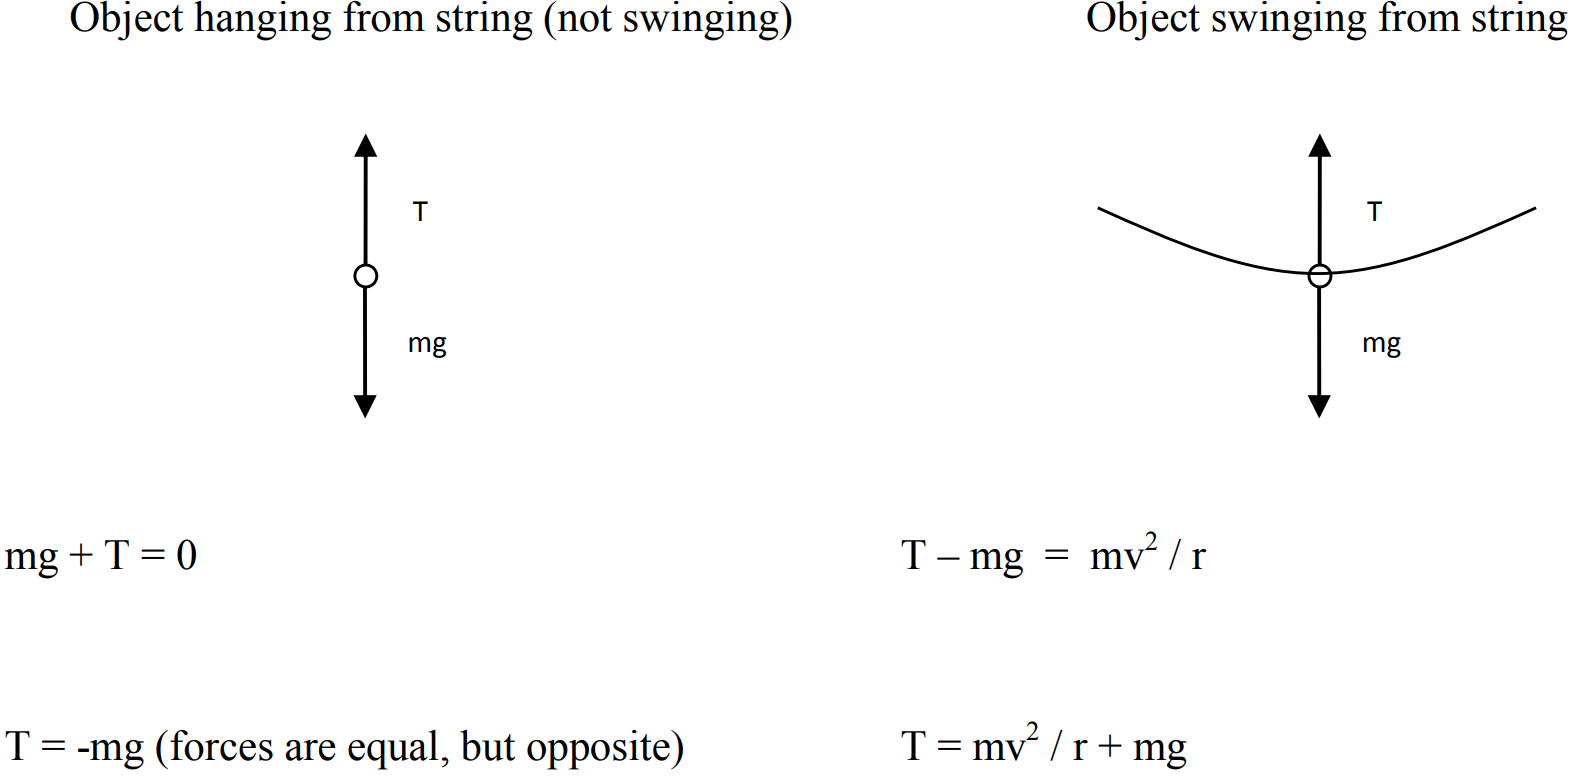 Object hanging from string (not swinging)
Object swinging from string
T
mg
T
mg
mg + T = 0
T – mg = mv² / r
T = -mg (forces are equal, but opposite)
T = mv² / r + mg